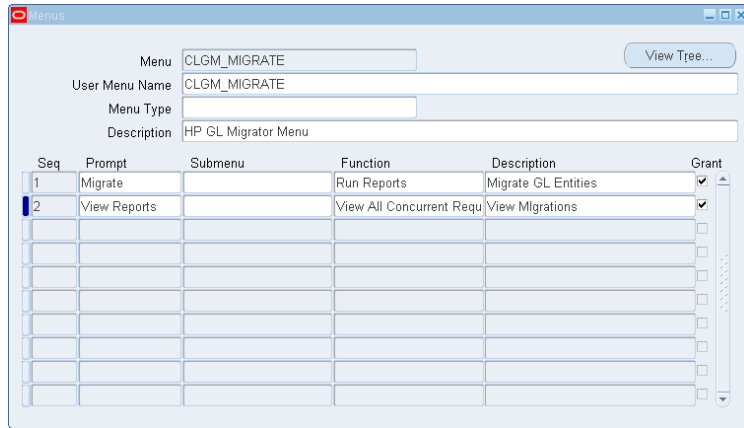 Menus
Menu CLGM_MIGRATE View Tree...
User Menu Name CLGM_MIGRATE
Menu Type
Description HP GL Migrator Menu
Seq Prompt Submenu Function Description Grant
1 Migrate Run Reports Migrate GL Entities
2 View Reports View All Concurrent Requ View MIgrations